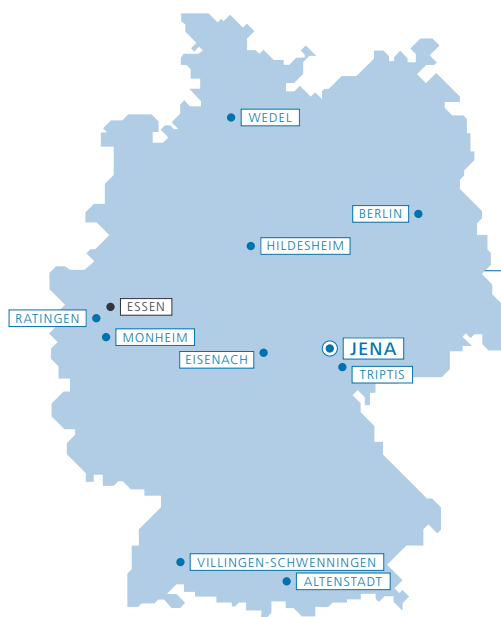 WEDEL
BERLIN
HILDESHEIM
ESSEN
RATINGEN
MONHEIM
JENA
EISENACH
TRIPTIS
VILLINGEN-SCHWENNINGEN
ALTENSTADT